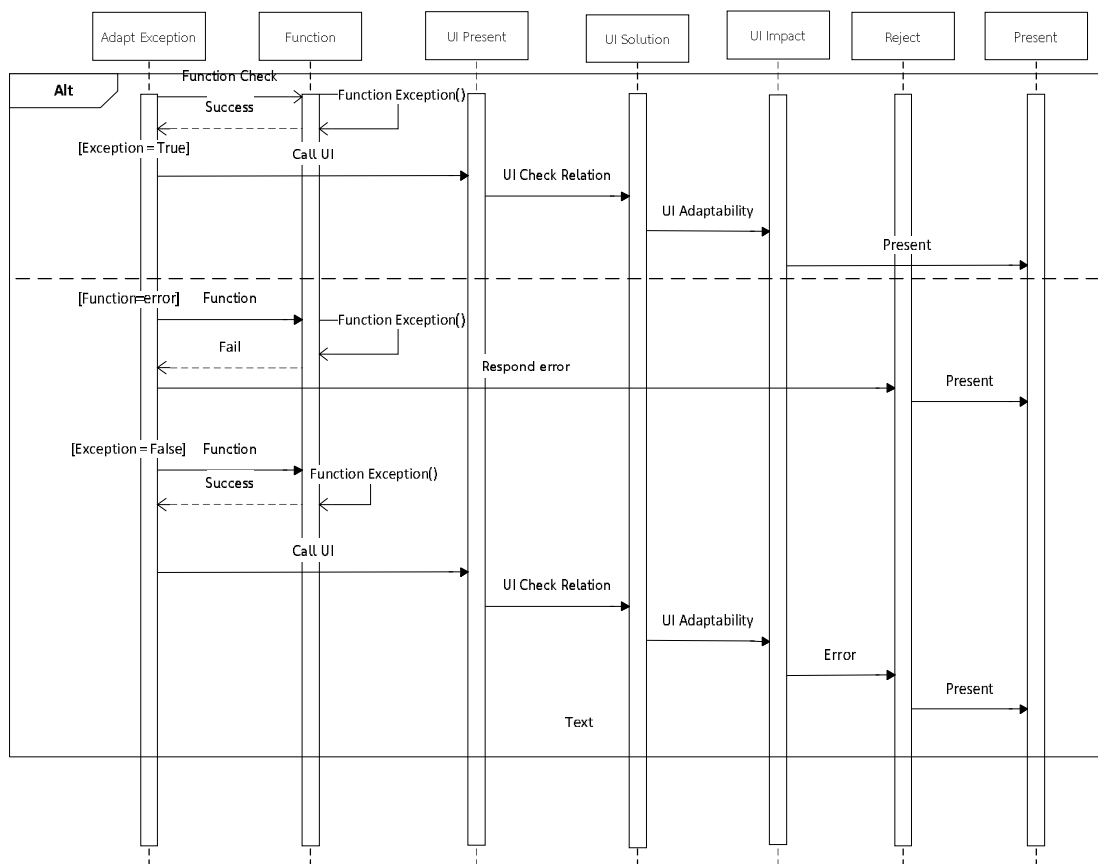 Adapt Exception
Function
UI Present
UI Solution
UI Impact
Reject
Present
Alt
Function Check
Function Exception()
Success
[Exception=True]
Call UI
UI Check Relation
UI Adaptability
Present
[Function=error]
Function
Function Exception()
Fail
Respond error
Present
[Exception=False]
Function
Function Exception()
Success
Call UI
UI Check Relation
UI Adaptability
Error
Present
Text